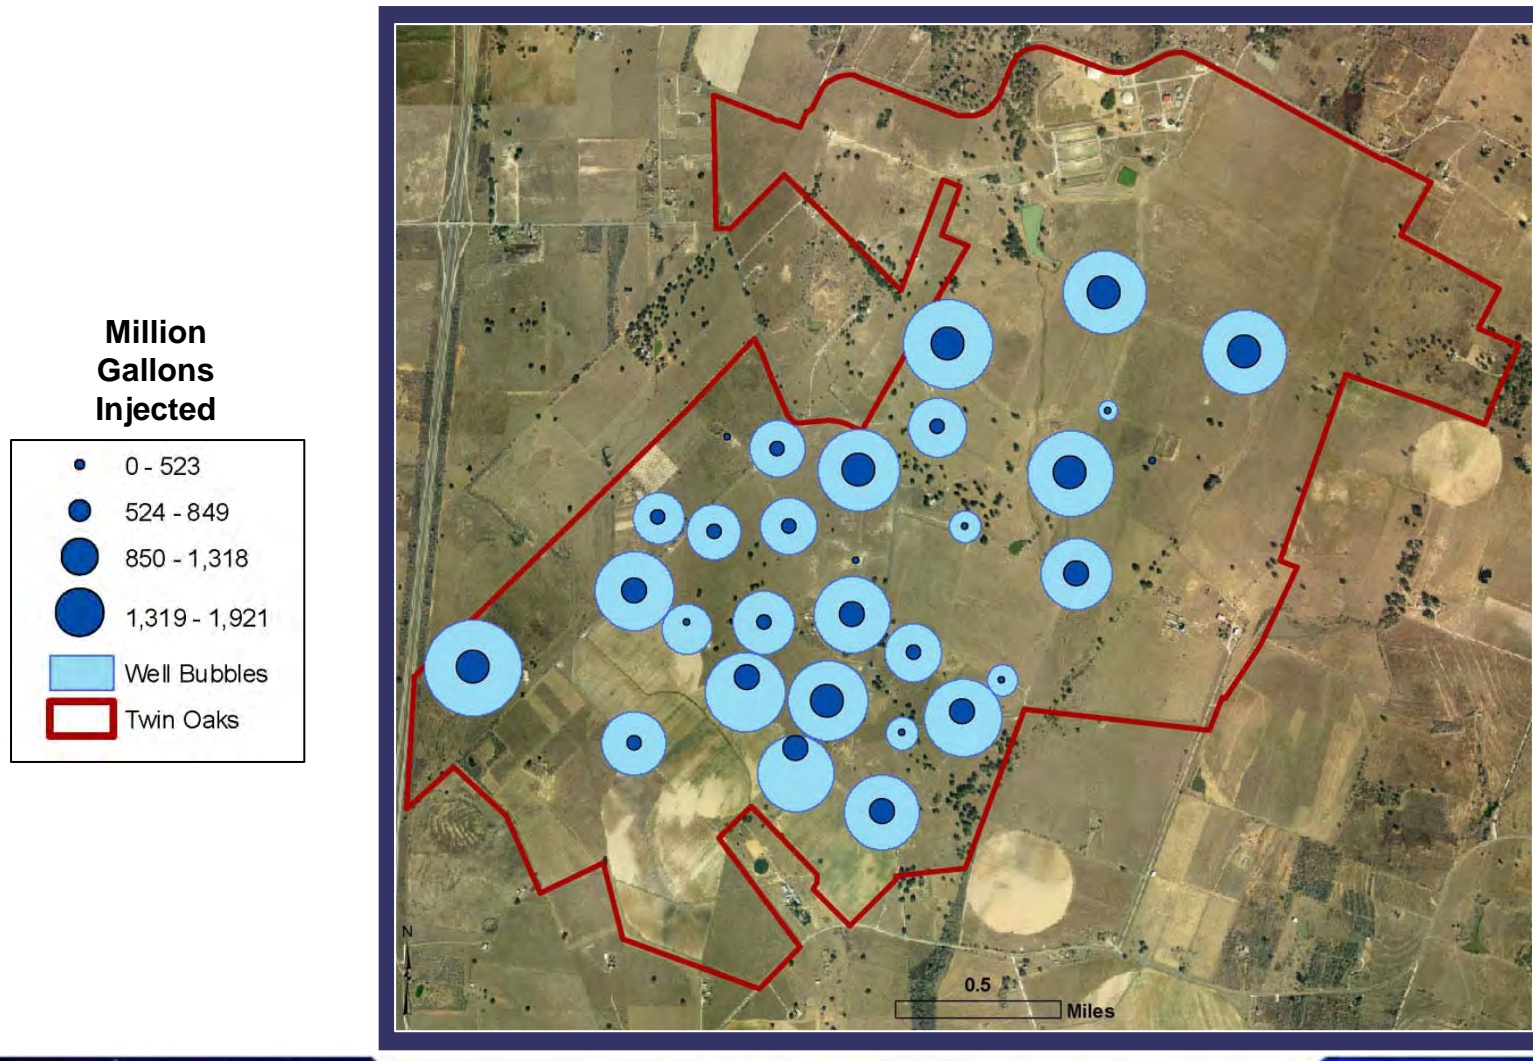 Million
Gallons
Injected
0 - 523
524 - 849
850 - 1,318
1,319 - 1,921
Well Bubbles
Twin Oaks
N
0.5
Miles